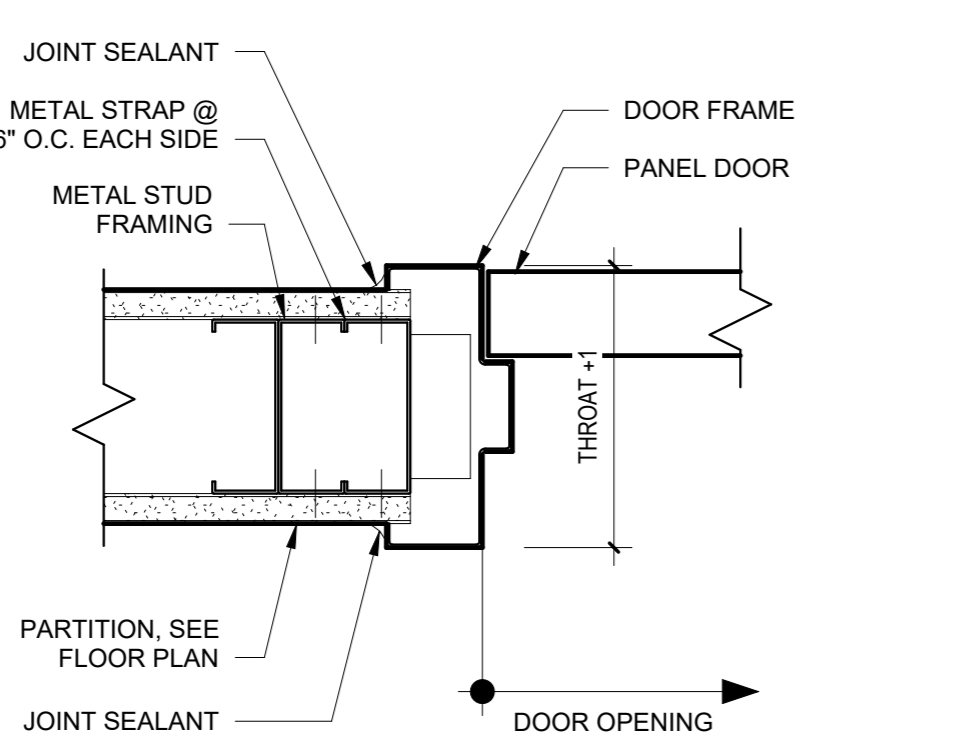 JOINT SEALANT
METAL STRAP @
6" O.C. EACH SIDE
METAL STUD
FRAMING
DOOR FRAME
PANEL DOOR
THROAT +1
PARTITION, SEE
FLOOR PLAN
JOINT SEALANT
DOOR OPENING